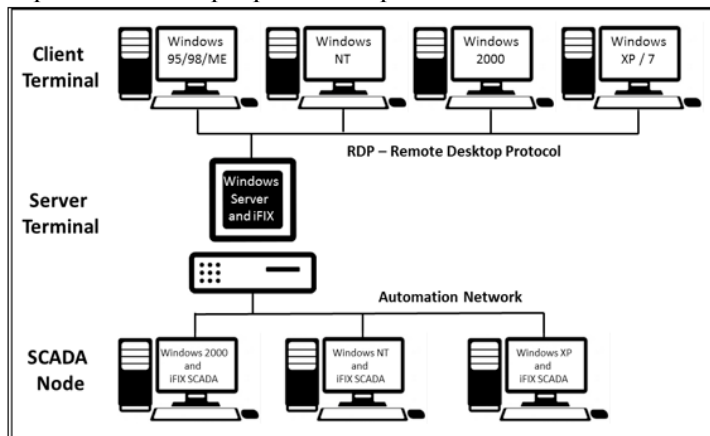 Client
Terminal
Windows
95/98/ME
Windows
NT
Windows
2000
Windows
XP / 7
RDP – Remote Desktop Protocol
Server
Terminal
Windows
Server
and iFIX
Automation Network
SCADA
Node
Windows 2000
and
iFIX SCADA
Windows NT
and
iFIX SCADA
Windows XP
and
iFIX SCADA